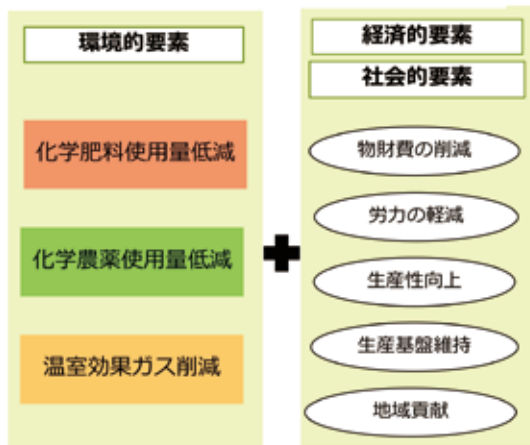 環境的要素
化学肥料使用量低減
化学農薬使用量低減
温室効果ガス削減
経済的要素
社会的要素
物財費の削減
労力の軽減
生産性向上
生産基盤維持
地域貢献